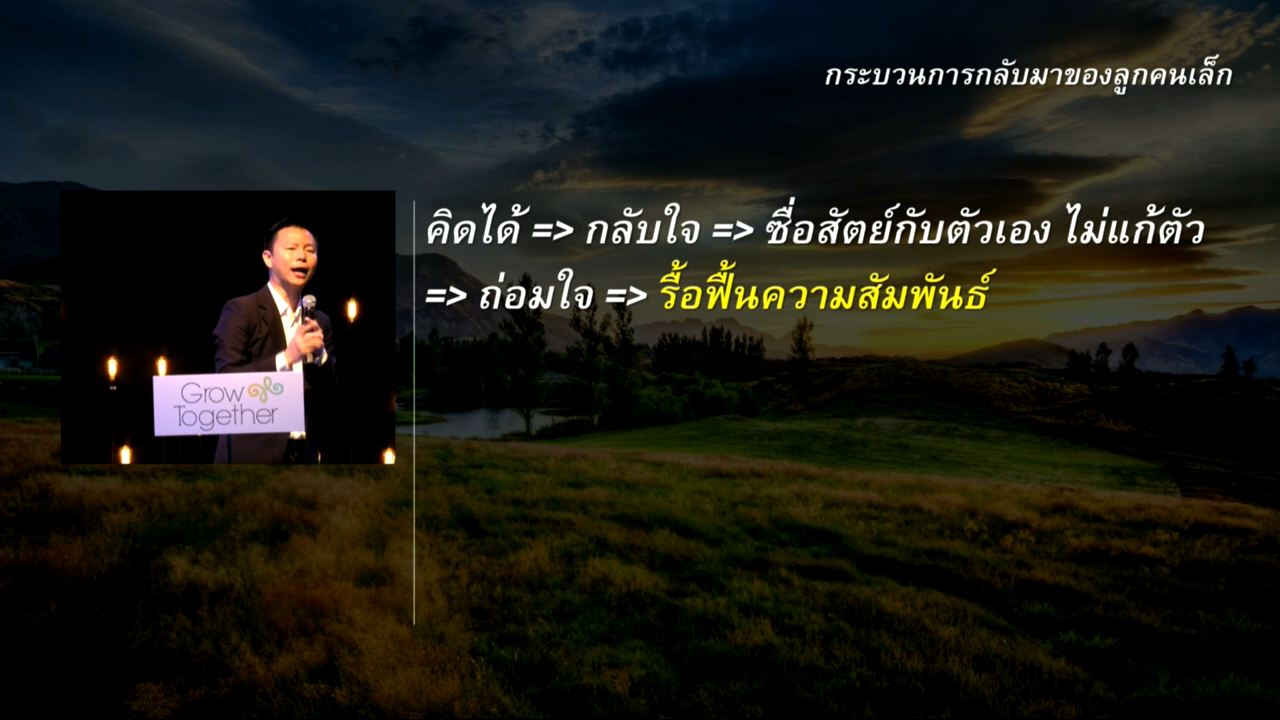 กระบวนการกลับมาของลูกคนเล็ก
คิดได้ => กลับใจ => ซื่อสัตย์กับตัวเอง ไม่แก้ตัว
=> ถ่อมใจ => รื้อฟื้นความสัมพันธ์
Grow
Together